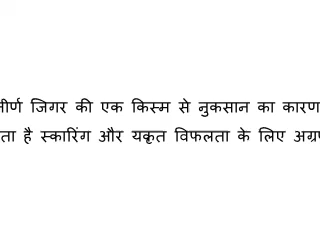 जिगर की एक किस्म से नुकसान का कारण
है स्कारिंग और यकृत विफलता के लिए